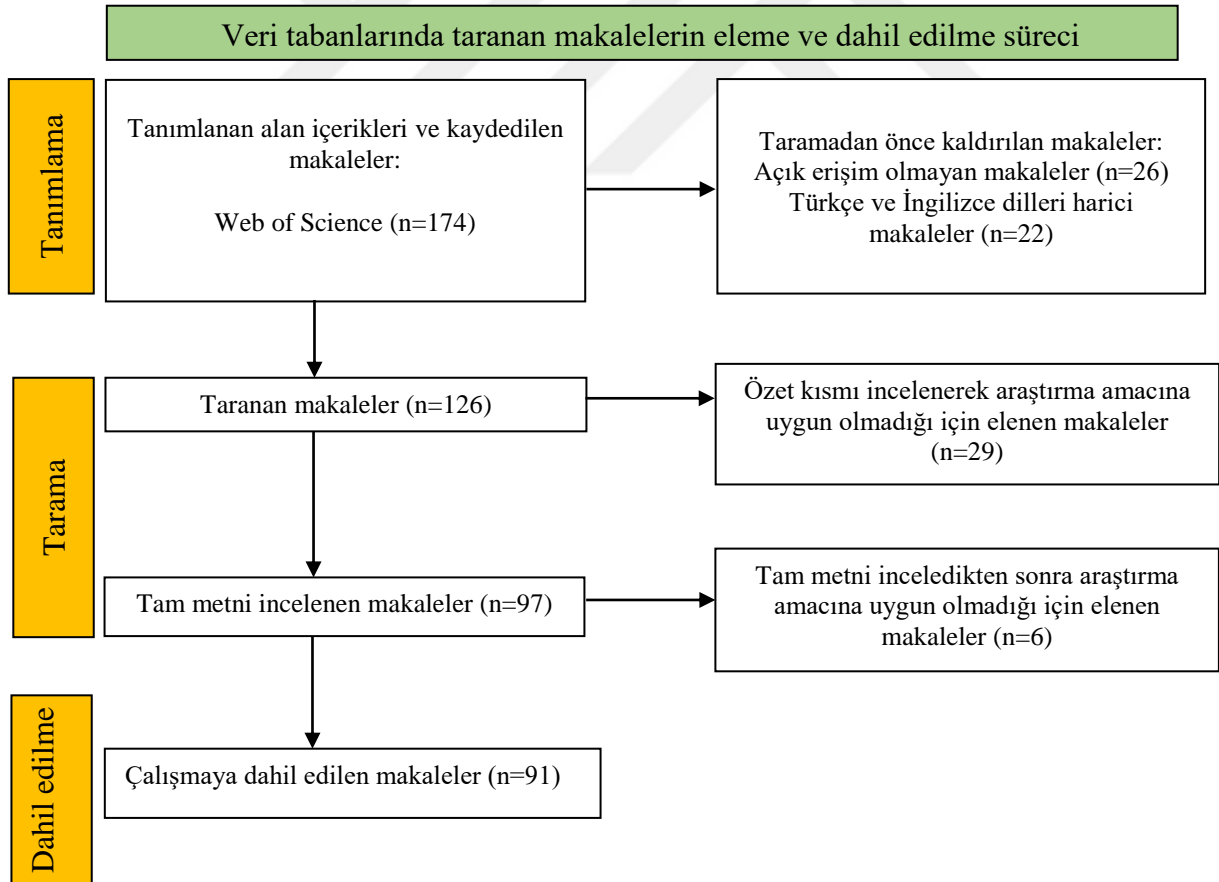 Veri tabanlarında taranan makalelerin eleme ve dahil edilme süreci
Tanımlama
Tanımlanan alan içerikleri ve kaydedilen
makaleler:
Web of Science (n=174)
Taramadan önce kaldırılan makaleler:
Açık erişim olmayan makaleler (n=26)
Türkçe ve İngilizce dilleri harici
makaleler (n=22)
Tarama
Taranan makaleler (n=126)
Özet kısmı incelenerek araştırma amacına
uygun olmadığı için elenen makaleler
(n=29)
Tam metni incelenen makaleler (n=97)
Tam metni inceledikten sonra araştırma
amacına uygun olmadığı için elenen
makaleler (n=6)
Dahil edilme
Çalışmaya dahil edilen makaleler (n=91)